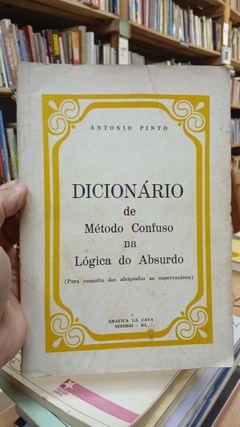 ANTONIO PINTO
DICIONÁRIO
de
Método Confuso
na
Lógica do Absurdo
(Para consulta dos afeiçoados ao supervacâneo)
GRAFICA LA CAVA
NITERÓI - RJ.